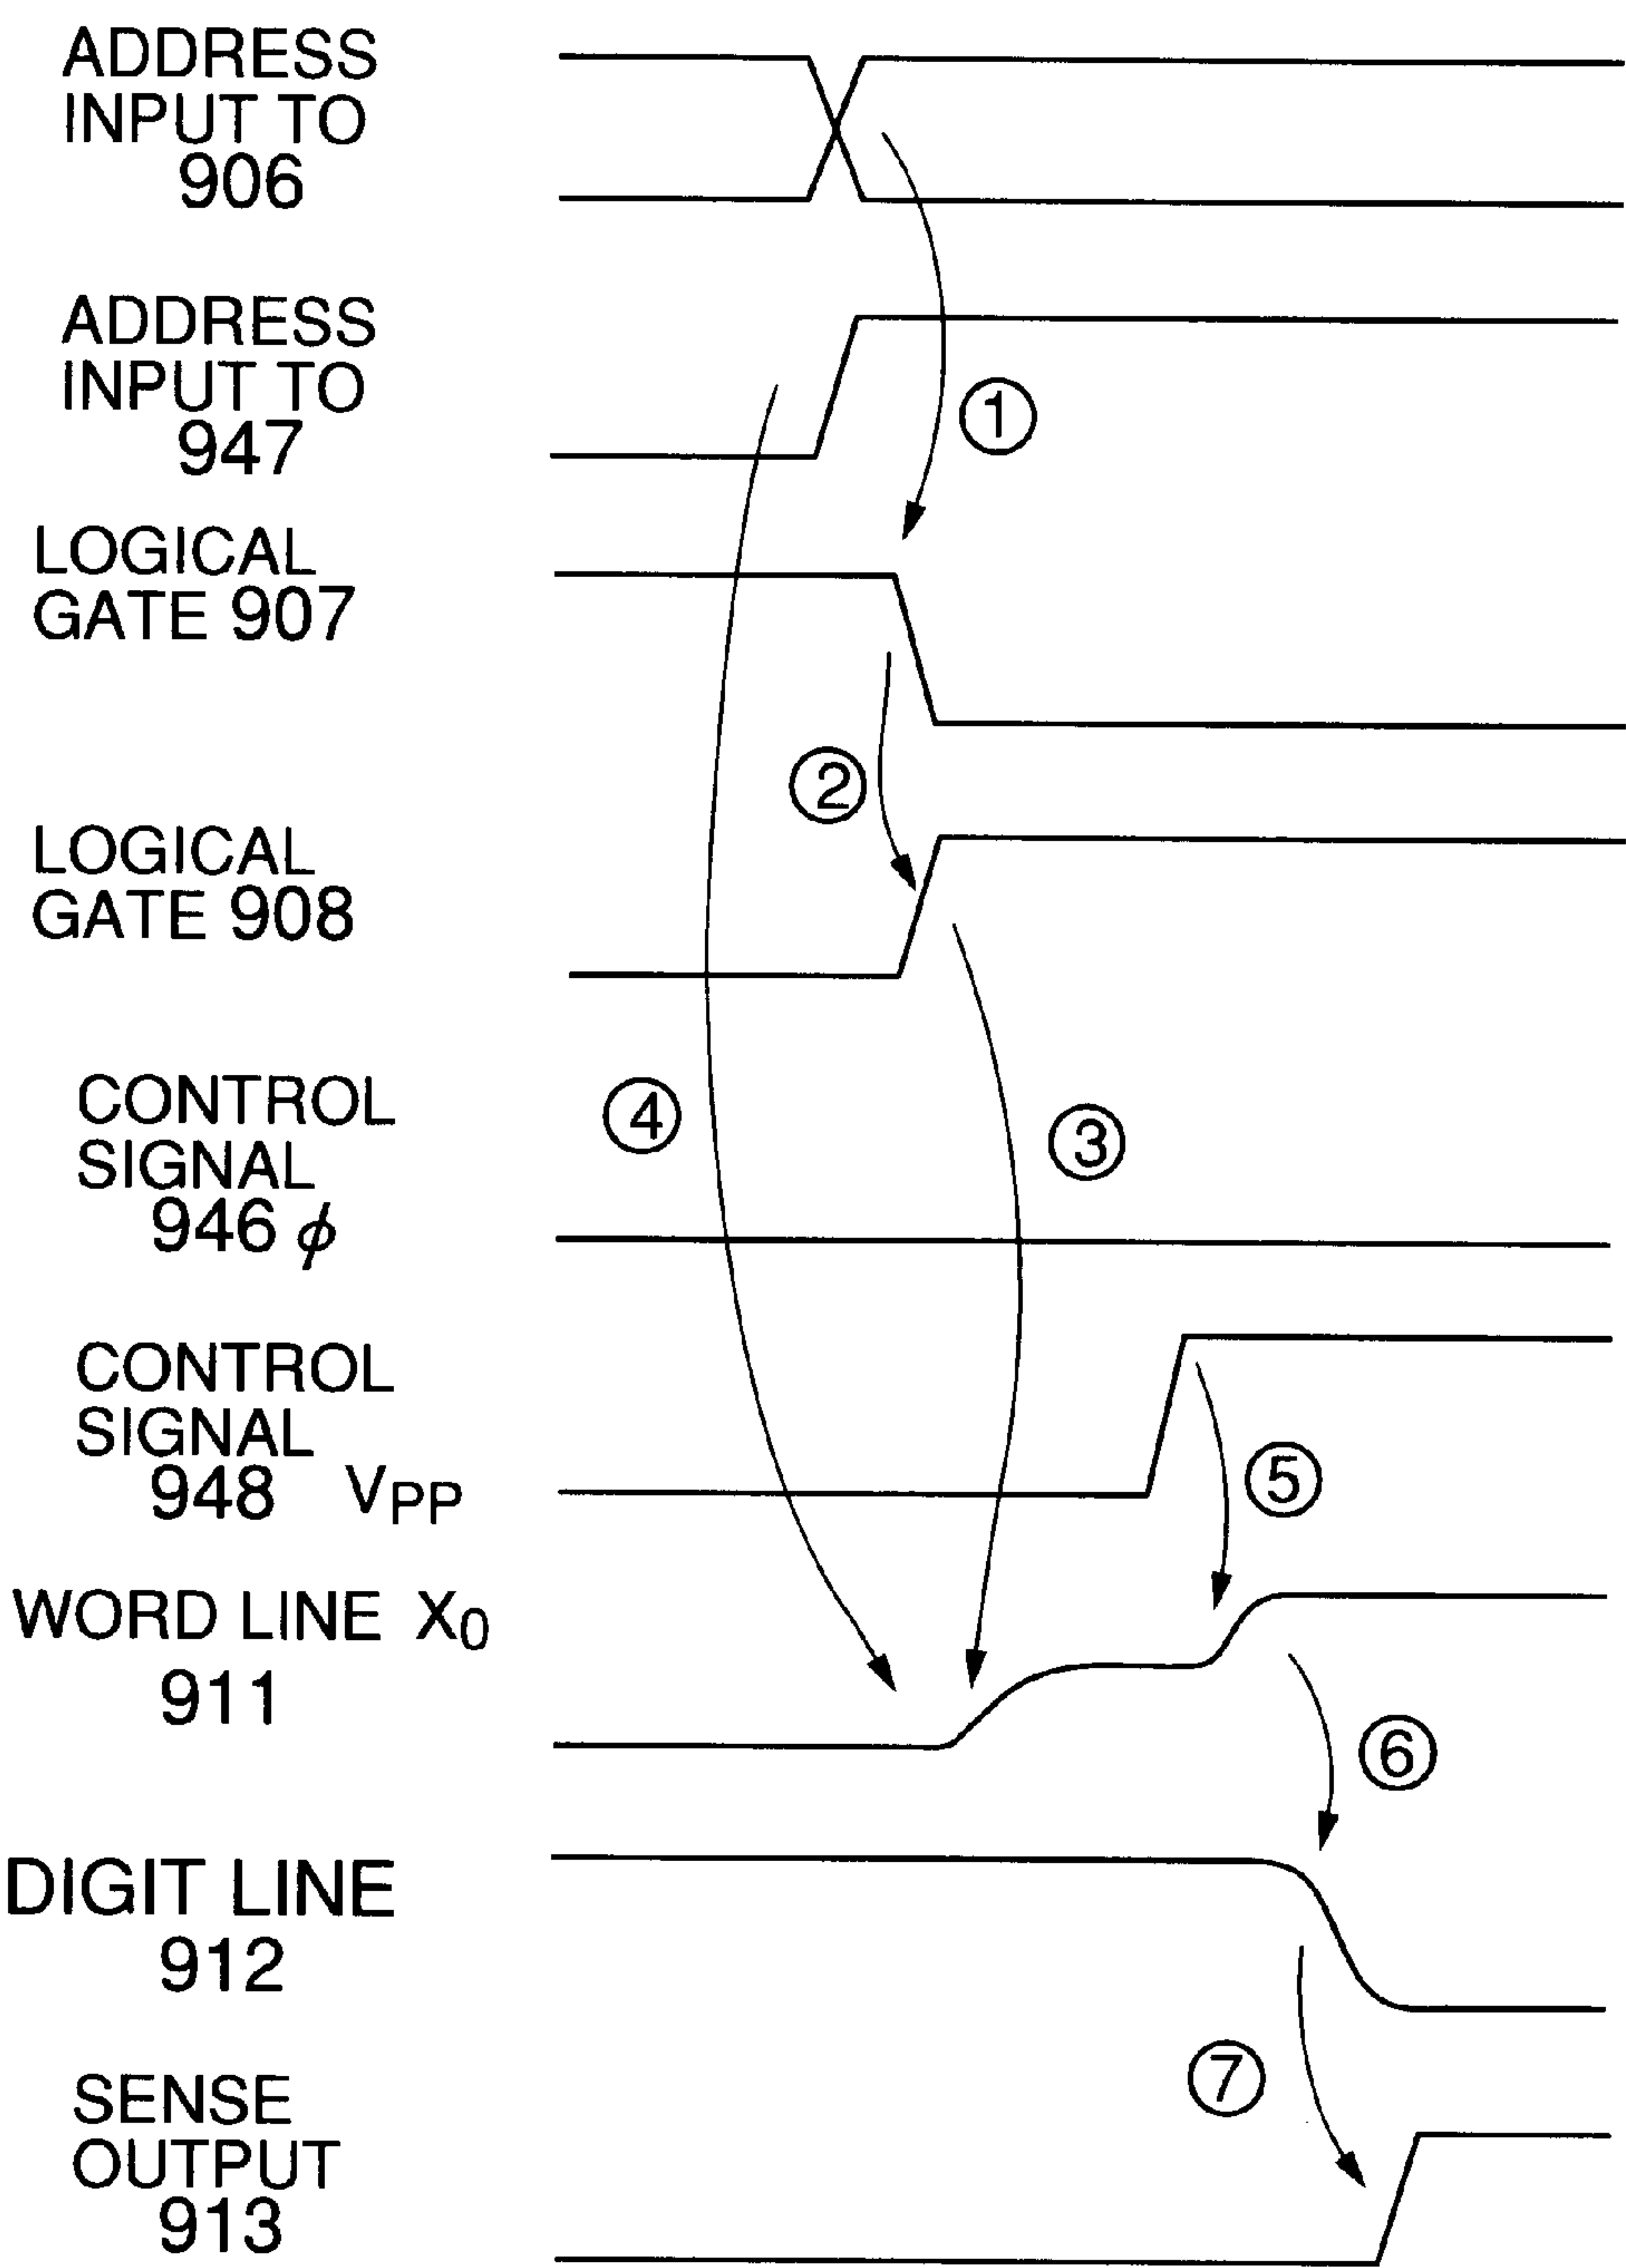 ADDRESS
INPUT TO
906
ADDRESS
INPUT TO
947
①
LOGICAL
GATE 907
②
LOGICAL
GATE 908
CONTROL
SIGNAL
946 ϕ
④
③
CONTROL
SIGNAL
948 VPP
⑤
WORD LINE X0
911
⑥
DIGIT LINE
912
⑦
SENSE
OUTPUT
913